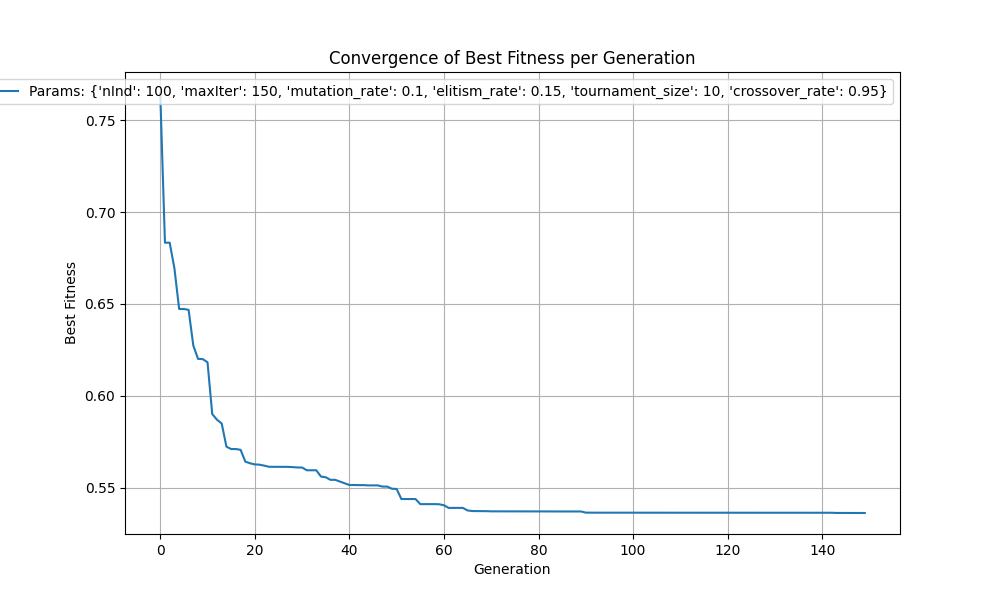 Convergence of Best Fitness per Generation
Params: {'nInd': 100, 'maxIter': 150, 'mutation_rate': 0.1, 'elitism_rate': 0.15, 'tournament_size': 10, 'crossover_rate': 0.95}
0.75
0.70
0.65
0.60
0.55
Best Fitness
0 20 40 60 80 100 120 140
Generation